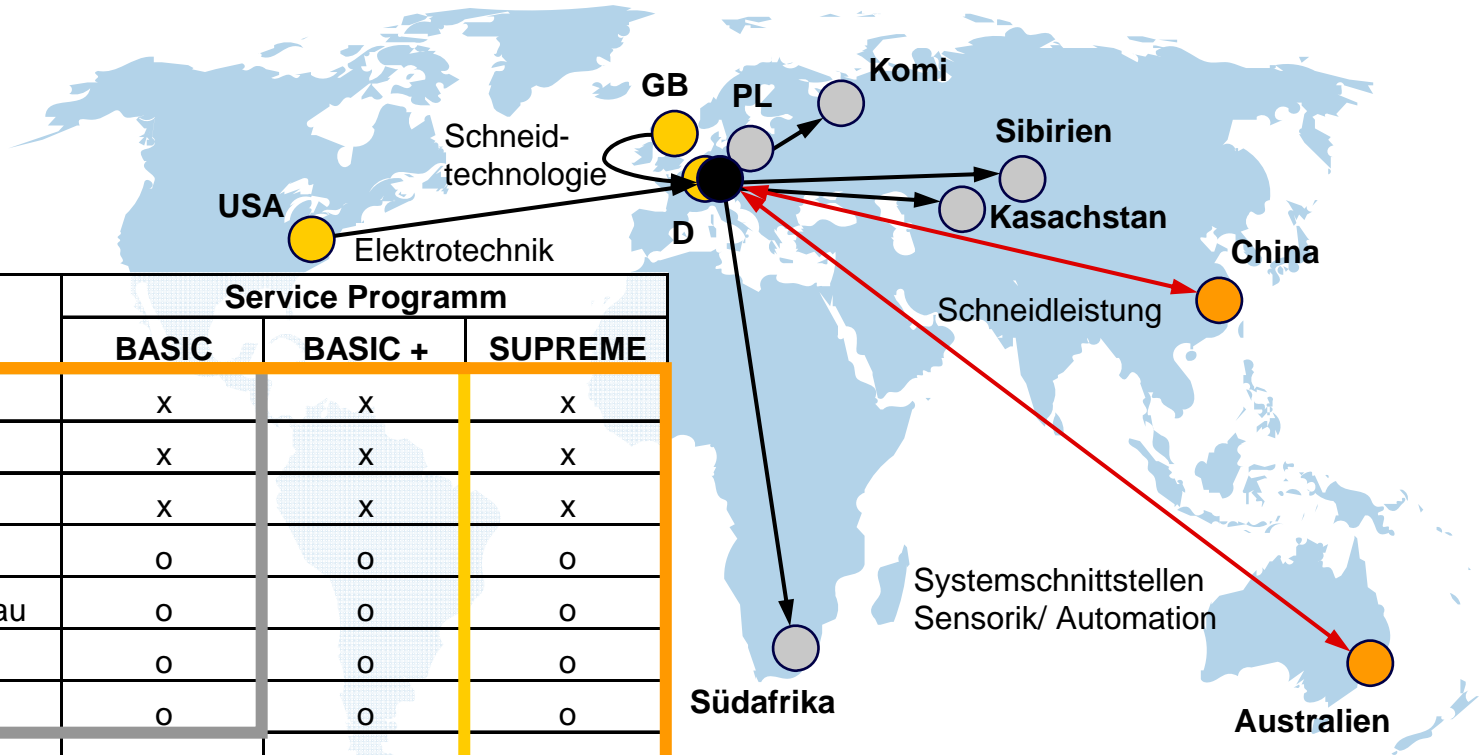 Komi
GB
PL
Schneid-
technologie
Sibirien
USA
Kasachstan
D
Elektrotechnik
China
Schneidleistung
Service Programm
BASIC BASIC + SUPREME
x x x
x x x
x x x
o o o
au o o o
o o o
o o o
Systemschnittstellen
Sensorik/ Automation
Südafrika
Australien